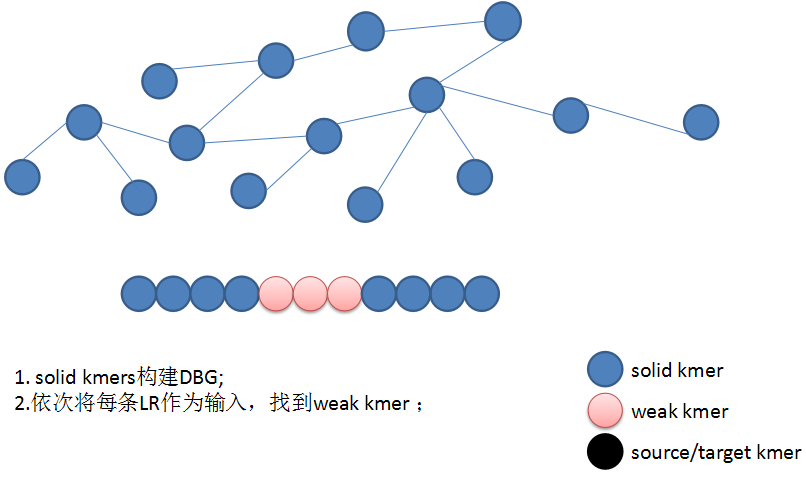 1. solid kmers构建DBG;
2.依次将每条LR作为输入，找到weak kmer；
solid kmer
weak kmer
source/target kmer